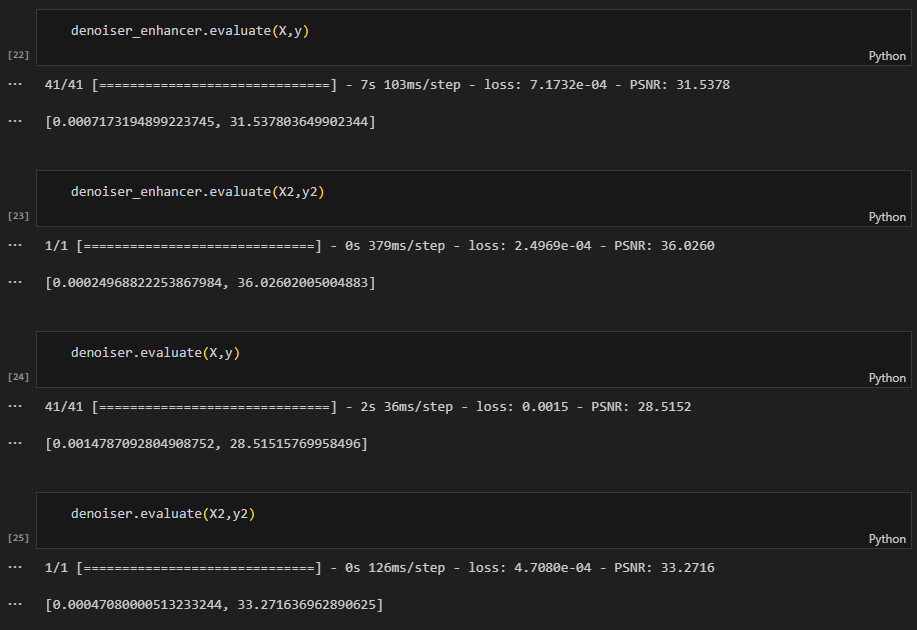 denoiser_enhancer.evaluate(X,y)
[22]
Python
... 41/41 [==============================] - 7s 103ms/step - loss: 7.1732e-04 - PSNR: 31.5378
... [0.0007173194899223745, 31.537803649902344]
denoiser_enhancer.evaluate(X2,y2)
[23]
Python
... 1/1 [==============================] - 0s 379ms/step - loss: 2.4969e-04 - PSNR: 36.0260
... [0.00024968822253867984, 36.02602005004883]
denoiser.evaluate(X,y)
[24]
Python
... 41/41 [==============================] - 2s 36ms/step - loss: 0.0015 - PSNR: 28.5152
... [0.0014787092804908752, 28.51515769958496]
denoiser.evaluate(X2,y2)
[25]
Python
... 1/1 [==============================] - 0s 126ms/step - loss: 4.7080e-04 - PSNR: 33.2716
... [0.00047080000513233244, 33.271636962890625]